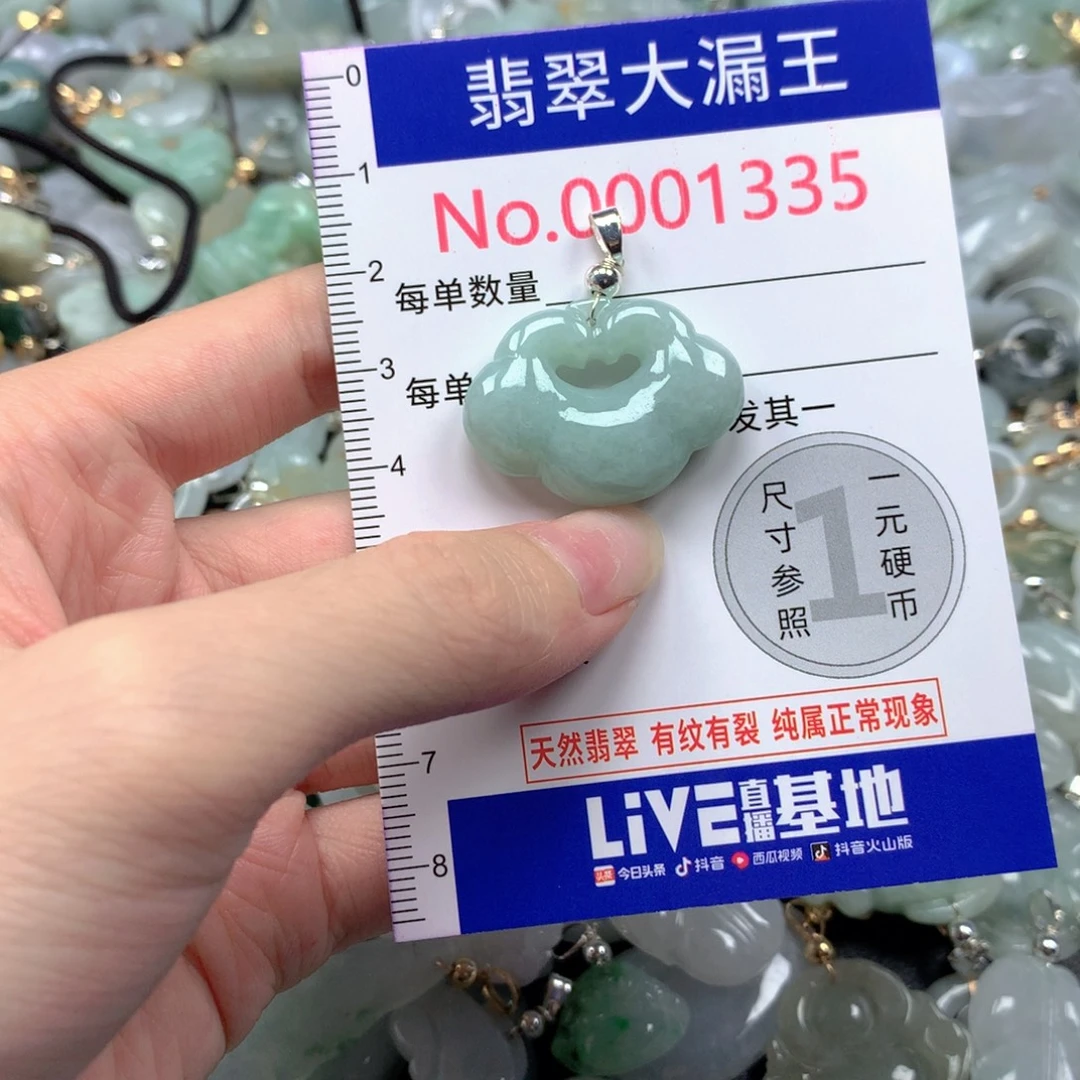 翡翠大漏王
No.0001335
每单数量
每单
发其一
尺寸参照
1
一元硬币
天然翡翠 有纹有裂 纯属正常现象
LiVE直播基地
头条 今日头条 抖音 西瓜视频 抖音火山版
0
1
2
3
4
7
8